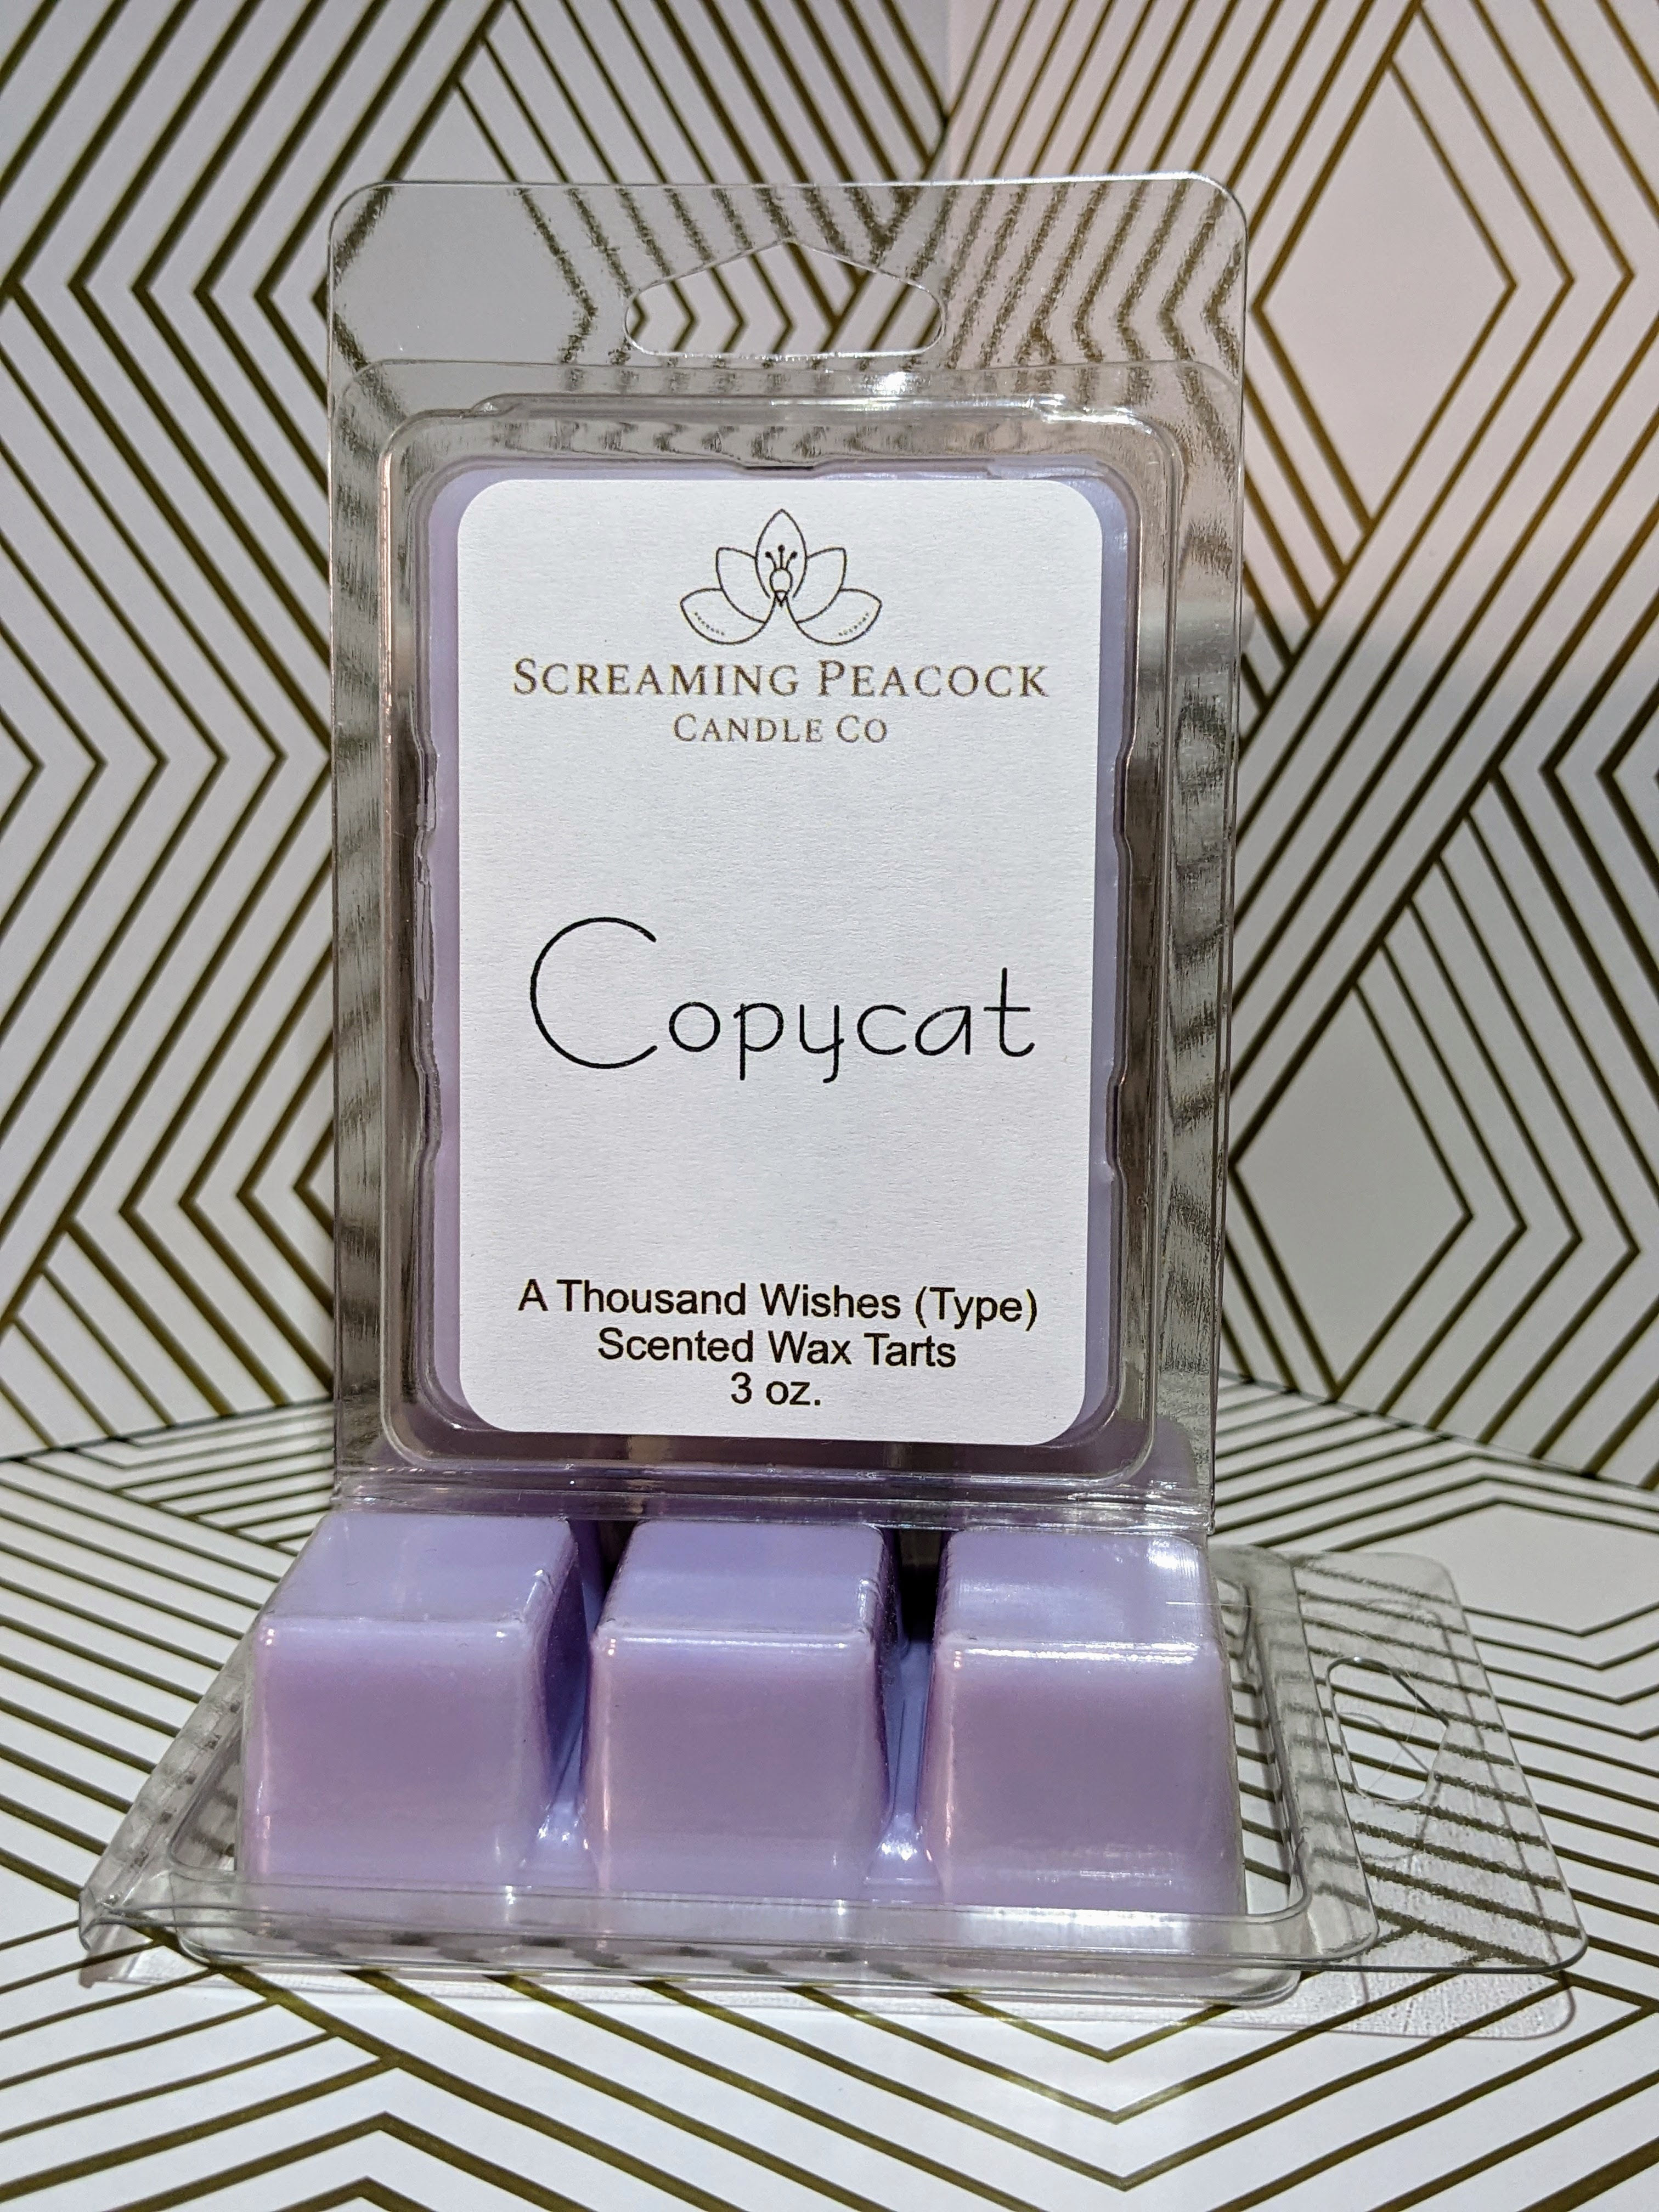 SCREAMING PEACOCK
CANDLE CO
Copycat
A Thousand Wishes (Type)
Scented Wax Tarts
3 oz.